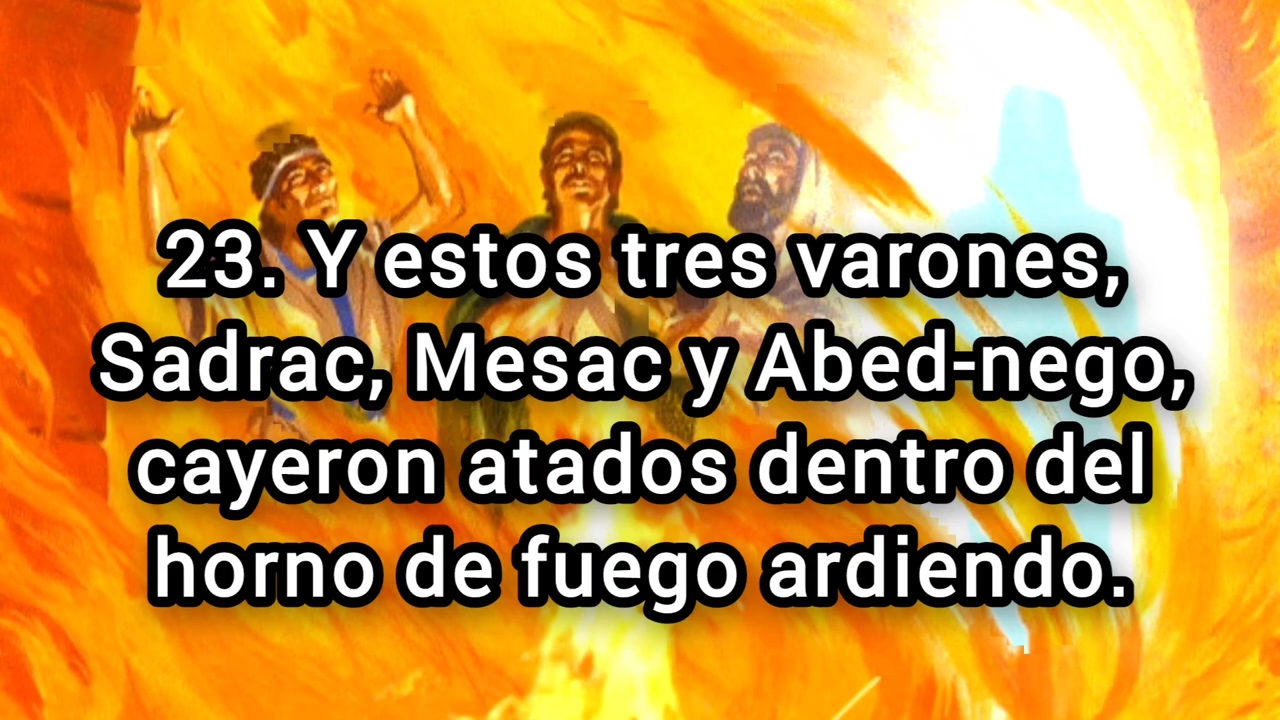 23. Y estos tres varones,
Sadrac, Mesac y Abed-nego,
cayeron atados dentro del
horno de fuego ardiendo.